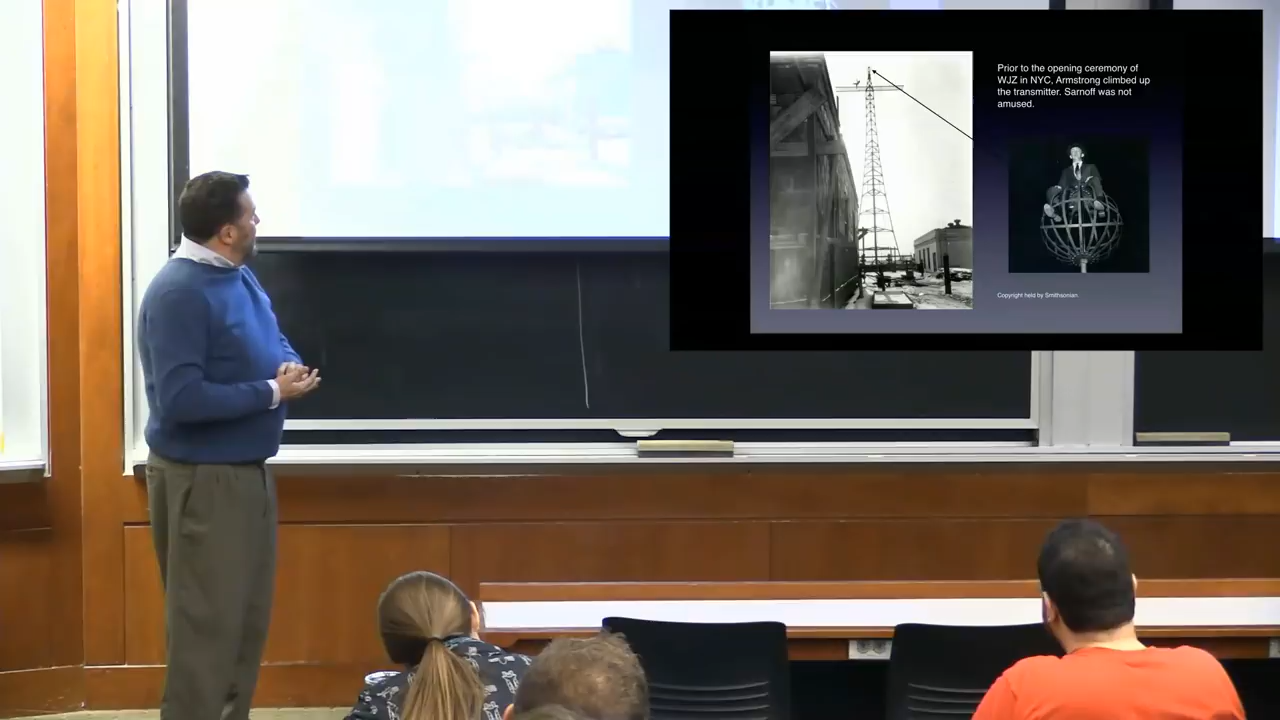 Prior to the opening ceremony of
WJZ in NYC, Armstrong climbed up
the transmitter. Sarnoff was not
amused.
Copyright held by Smithsonian